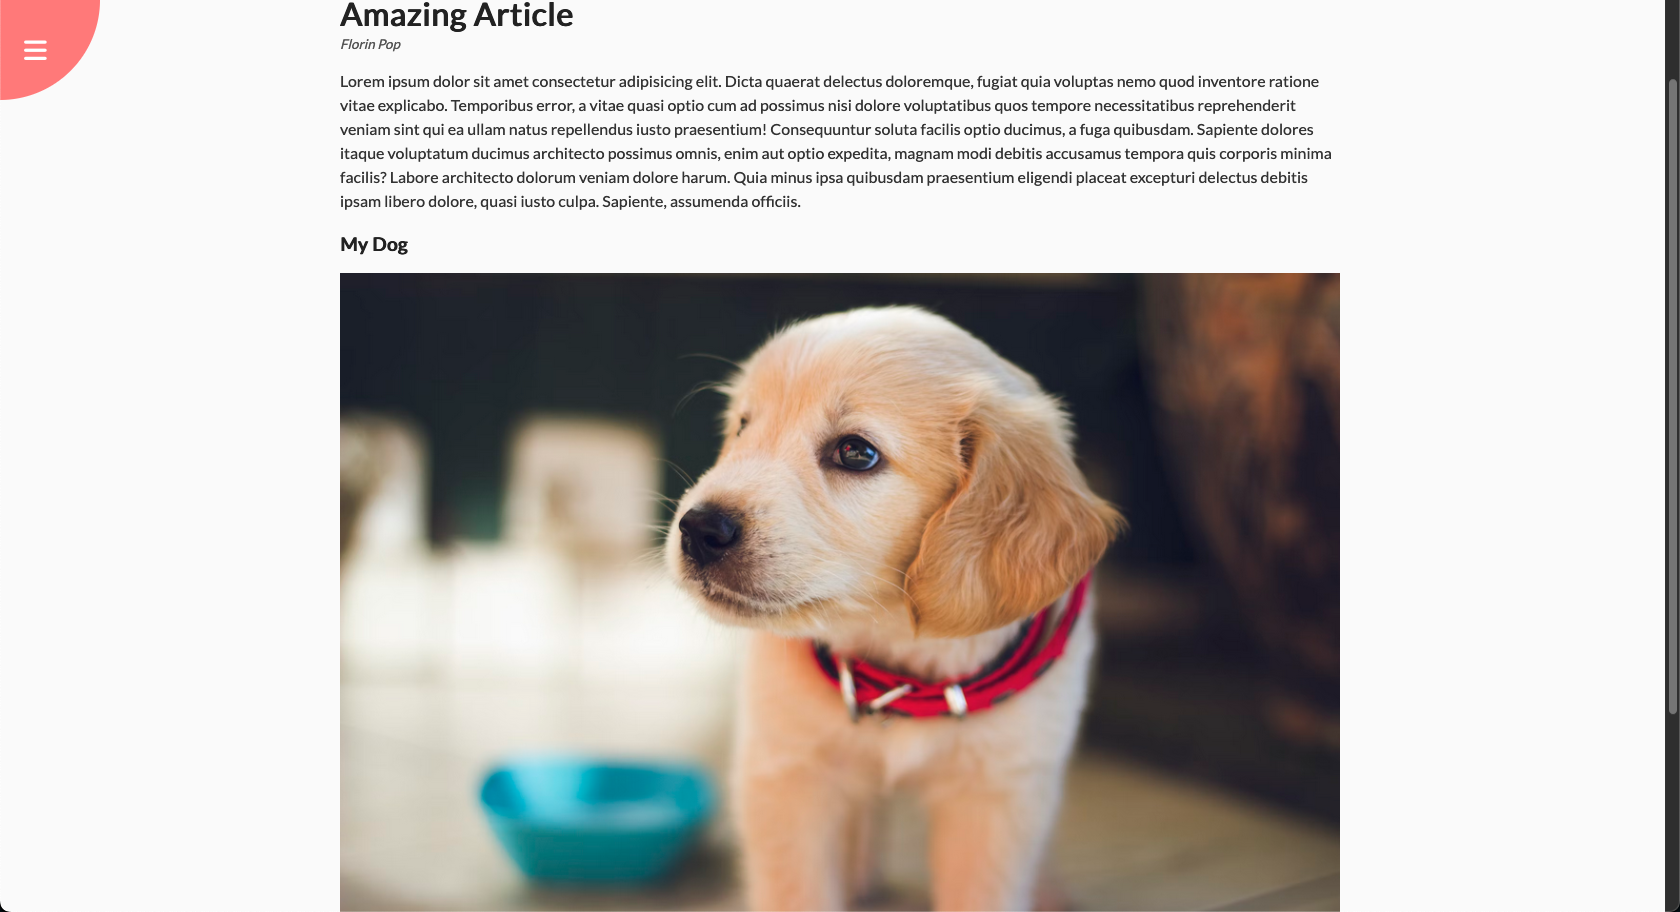 Amazing Article
Florin Pop
Lorem ipsum dolor sit amet consectetur adipisicing elit. Dicta quaerat delectus doloremque, fugiat quia voluptas nemo quod inventore ratione
vitae explicabo. Temporibus error, a vitae quasi optio cum ad possimus nisi dolore voluptatibus quos tempore necessitatibus reprehenderit
veniam sint qui ea ullam natus repellendus iusto praesentium! Consequuntur soluta facilis optio ducimus, a fuga quibusdam. Sapiente dolores
itaque voluptatum ducimus architecto possimus omnis, enim aut optio expedita, magnam modi debitis accusamus tempora quis corporis minima
facilis? Labore architecto dolorum veniam dolore harum. Quia minus ipsa quibusdam praesentium eligendi placeat excepturi delectus debitis
ipsam libero dolore, quasi iusto culpa. Sapiente, assumenda officiis.
My Dog